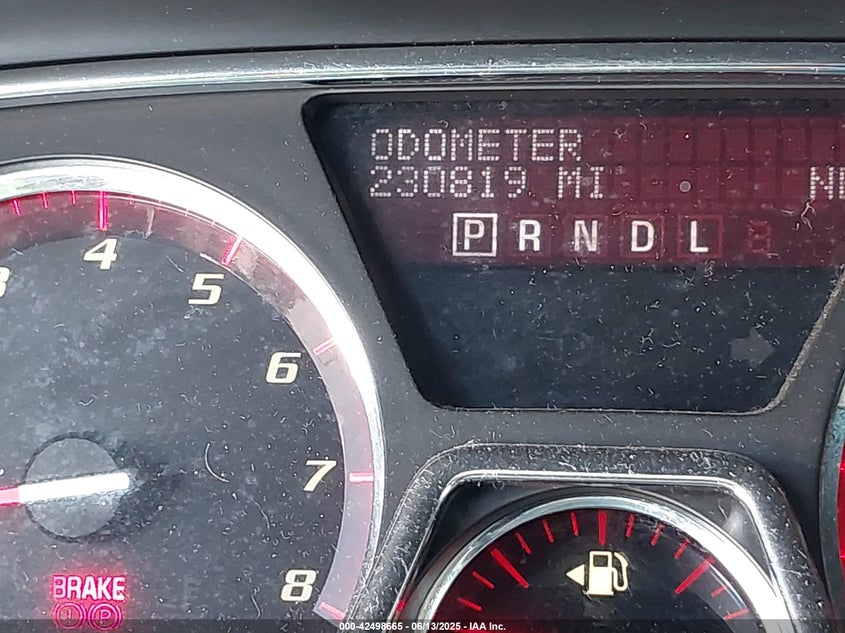 ODOMETER
230819 MI
P R N D L
4
5
6
7
8
BRAKE
P
000-42498665 - 06/13/2025 - IAA Inc.